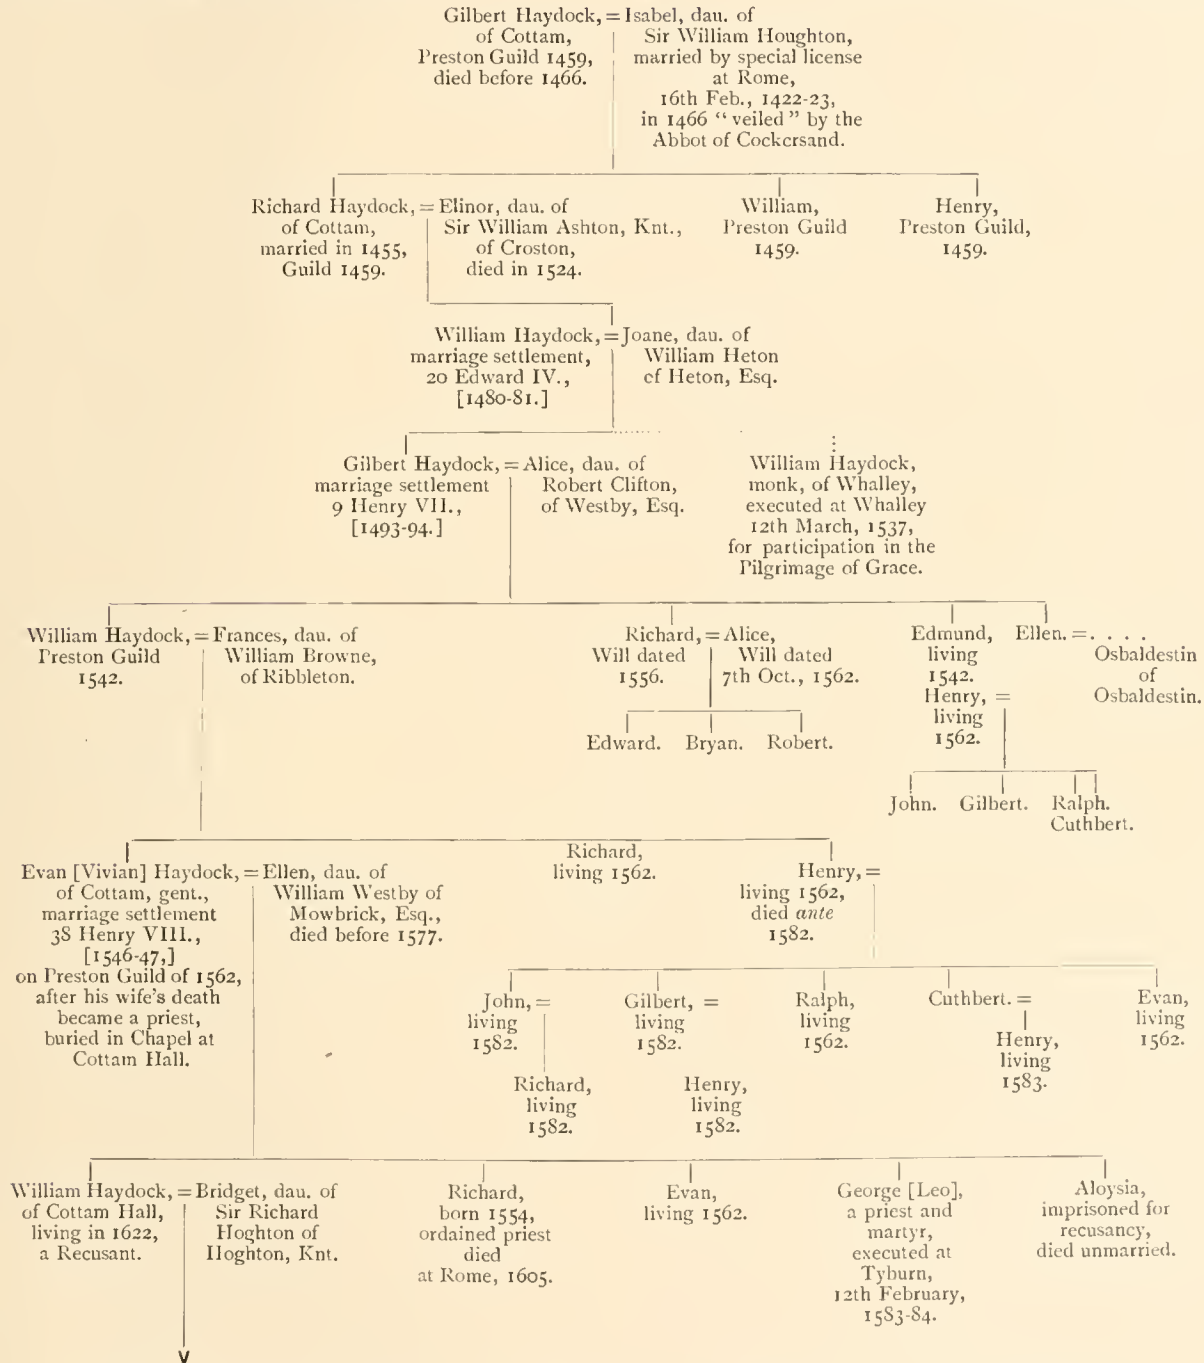 Gilbert Haydock, = Isabel, dau. of
of Cottam,
Preston Guild 1459,
died before 1466.
Sir William Houghton,
married by special license
at Rome,
16th Feb., 1422-23,
in 1466 "veiled" by the
Abbot of Cockersand.
Richard Haydock, = Elinor, dau. of
of Cottam,
married in 1455,
Guild 1459.
Sir William Ashton, Knt.,
of Croston,
died in 1524.
William,
Preston Guild
1459.
Henry,
Preston Guild,
1459.
William Haydock, = Joane, dau. of
marriage settlement,
20 Edward IV.,
[1480-81.]
William Heton
of Heton, Esq.
Gilbert Haydock, = Alice, dau. of
marriage settlement
9 Henry VII.,
[1493-94.]
Robert Clifton,
of Westby, Esq.
William Haydock,
monk, of Whalley,
executed at Whalley
12th March, 1537,
for participation in the
Pilgrimage of Grace.
William Haydock, = Frances, dau. of
Preston Guild
1542.
William Browne,
of Ribbleton.
Richard, = Alice,
Will dated
1556.
Will dated
7th Oct., 1562.
Edward. Bryan. Robert.
Edmund,
living
1542.
Henry, =
living
1562.
Ellen. = . . . .
Osbaldestin
of
Osbaldestin.
John. Gilbert. Ralph.
Cuthbert.
Evan [Vivian] Haydock, = Ellen, dau. of
of Cottam, gent.,
marriage settlement
38 Henry VIII.,
[1546-47,]
on Preston Guild of 1562,
after his wife's death
became a priest,
buried in Chapel at
Cottam Hall.
William Westby of
Mowbrick, Esq.,
died before 1577.
Richard,
living 1562.
Henry, =
living 1562,
died ante
1582.
John, =
living
1582.
Gilbert, =
living
1582.
Ralph,
living
1562.
Cuthbert. =
Evan,
living
1562.
Henry,
living
1583.
Richard,
living
1582.
Henry,
living
1582.
William Haydock, = Bridget, dau. of
of Cottam Hall,
living in 1622,
a Recusant.
Sir Richard
Hoghton of
Hoghton, Knt.
Richard,
born 1554,
ordained priest
died
at Rome, 1605.
Evan,
living 1562.
George [Leo],
a priest and
martyr,
executed at
Tyburn,
12th February,
1583-84.
Aloysia,
imprisoned for
recusancy,
died unmarried.